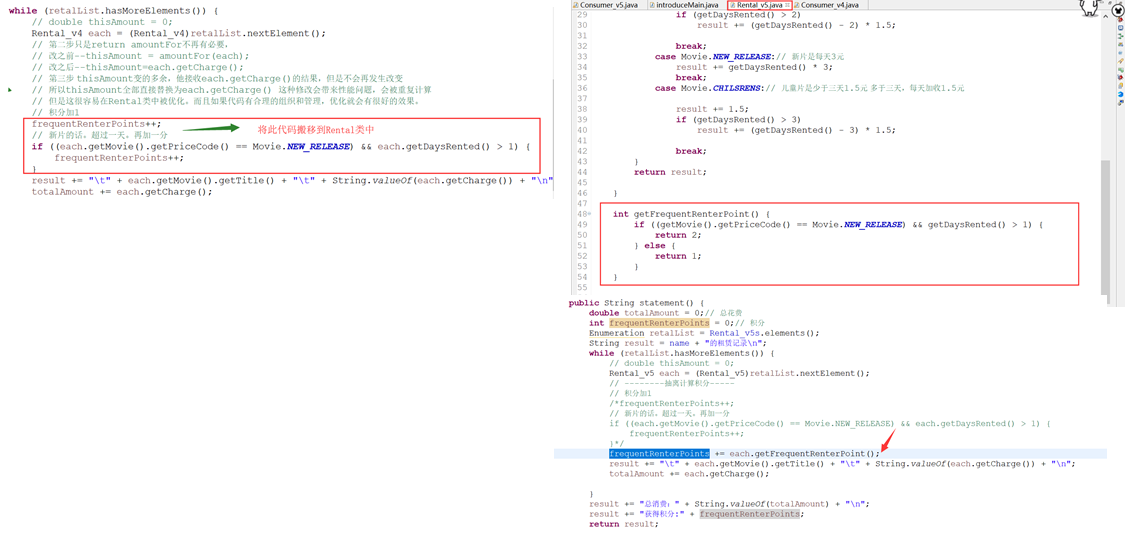 while (retalList.hasMoreElements()) {
// double thisAmount = 0;
Rental_v4 each = (Rental_v4)retalList.nextElement();
// 第二步只是return amountFor不再有必要,
// 改之前--thisAmount = amountFor(each);
// 改之后--thisAmount=each.getCharge();
// 第三步 thisAmount变的多余，他接收each.getCharge()的结果，但是不会再发生改变
// 所以thisAmount全部直接替换为each.getCharge() 这种修改会带来性能问题，会被重复计算
// 但是这很容易在Rental类中被优化。而且如果代码有合理的组织和管理，优化就会有很好的效果。
// 积分加1
frequentRenterPoints++;
// 新片的话，超过一天。再加一分
将此代码搬移到Rental类中
if ((each.getMovie().getPriceCode() == Movie.NEW_RELEASE) && each.getDaysRented() > 1) {
frequentRenterPoints++;
}
result += "\t" + each.getMovie().getTitle() + "\t" + String.valueOf(each.getCharge()) + "\n"
totalAmount += each.getCharge();
Consumer_v5.java introduceMain.java Rental_v5.java Consumer_v4.java
29 if (getDaysRented() > 2)
30 result += (getDaysRented() - 2) * 1.5;
31
32 break;
33 case Movie.NEW_RELEASE:// 新片是每天3元
34 result += getDaysRented() * 3;
35 break;
36 case Movie.CHILSRENS:// 儿童片是少于三天1.5元 多于三天，每天加收1.5元
37
38 result += 1.5;
39 if (getDaysRented() > 3)
40 result += (getDaysRented() - 3) * 1.5;
41
42 break;
43 }
44 return result;
45
46 }
47
48 int getFrequentRenterPoint() {
49 if ((getMovie().getPriceCode() == Movie.NEW_RELEASE) && getDaysRented() > 1) {
50 return 2;
51 } else {
52 return 1;
53 }
54 }
55
public String statement() {
double totalAmount = 0;// 总花费
int frequentRenterPoints = 0;// 积分
Enumeration retalList = Rental_v5s.elements();
String result = name + "的租赁记录\n";
while (retalList.hasMoreElements()) {
// double thisAmount = 0;
Rental_v5 each = (Rental_v5)retalList.nextElement();
// --------抽离计算积分-----
// 积分加1
/*frequentRenterPoints++;
// 新片的话，超过一天。再加一分
if ((each.getMovie().getPriceCode() == Movie.NEW_RELEASE) && each.getDaysRented() > 1) {
frequentRenterPoints++;
}*/
frequentRenterPoints += each.getFrequentRenterPoint();
result += "\t" + each.getMovie().getTitle() + "\t" + String.valueOf(each.getCharge()) + "\n";
totalAmount += each.getCharge();
}
result += "总消费：" + String.valueOf(totalAmount) + "\n";
result += "获得积分:" + frequentRenterPoints;
return result;